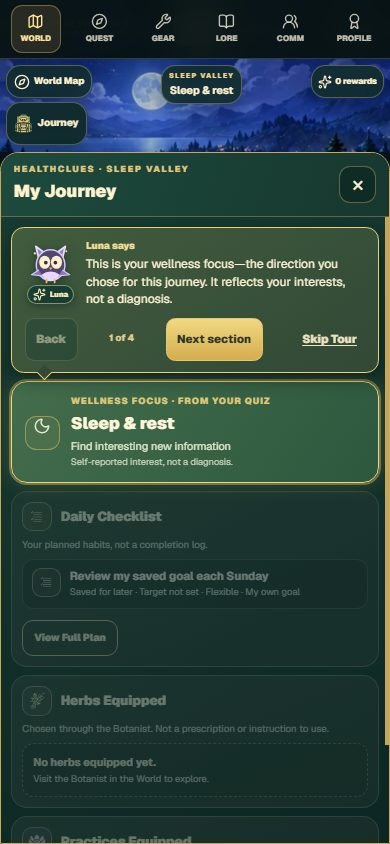 WORLD
QUEST
GEAR
LORE
COMM
PROFILE
World Map
SLEEP VALLEY
Sleep & rest
0 rewards
Journey
HEALTHCLUES · SLEEP VALLEY
My Journey
Luna says
This is your wellness focus—the direction you
chose for this journey. It reflects your interests,
not a diagnosis.
Luna
Back
1 of 4
Next section
Skip Tour
WELLNESS FOCUS · FROM YOUR QUIZ
Sleep & rest
Find interesting new information
Self-reported interest, not a diagnosis.
Daily Checklist
Your planned habits, not a completion log.
Review my saved goal each Sunday
Saved for later · Target not set · Flexible · My own goal
View Full Plan
Herbs Equipped
Chosen through the Botanist. Not a prescription or instruction to use.
No herbs equipped yet.
Visit the Botanist in the World to explore.
Practices Equipped